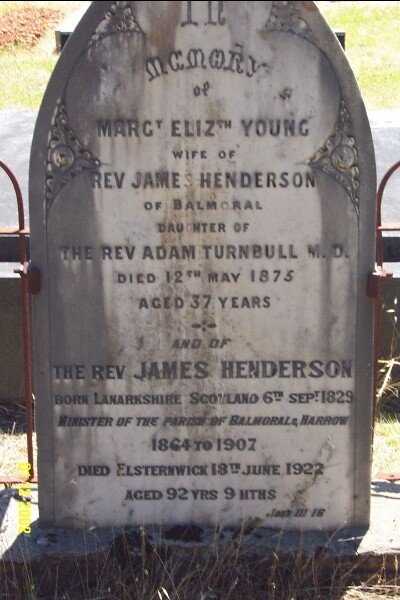 IN
MEMORY
of
MARGT ELIZTH YOUNG
WIFE OF
REV JAMES HENDERSON
OF BALMORAL
DAUGHTER OF
THE REV ADAM TURNBULL M.D.
DIED 12TH MAY 1875
AGED 37 YEARS
AND OF
THE REV JAMES HENDERSON
BORN LANARKSHIRE SCOTLAND 6TH SEPT 1829
MINISTER OF THE PARISH OF BALMORAL & HARROW
1864 TO 1907
DIED ELSTERNWICK 18TH JUNE 1922
AGED 92 YRS 9 MTHS
III 16